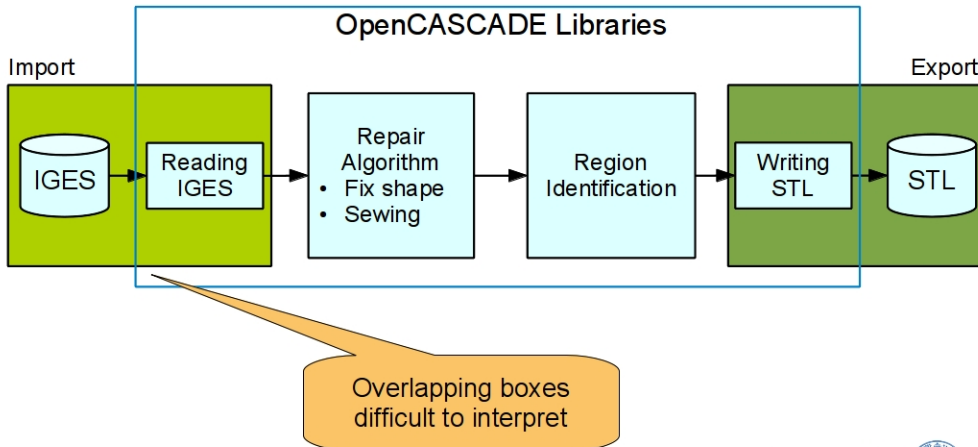 OpenCASCADE Libraries
Import
Export
IGES
Reading
IGES
Repair
Algorithm
• Fix shape
• Sewing
Region
Identification
Writing
STL
STL
Overlapping boxes
difficult to interpret